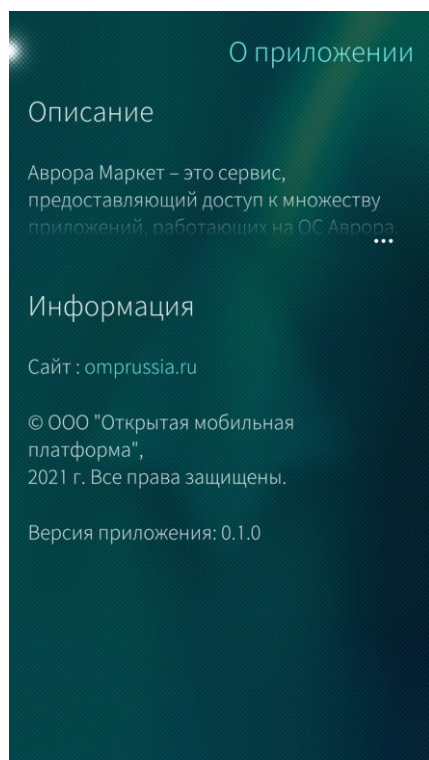 О приложении
Описание
Аврора Маркет – это сервис,
предоставляющий доступ к множеству
приложений, работающих на ОС Аврора.
...
Информация
Сайт : omprussia.ru
© ООО "Открытая мобильная
платформа",
2021 г. Все права защищены.
Версия приложения: 0.1.0